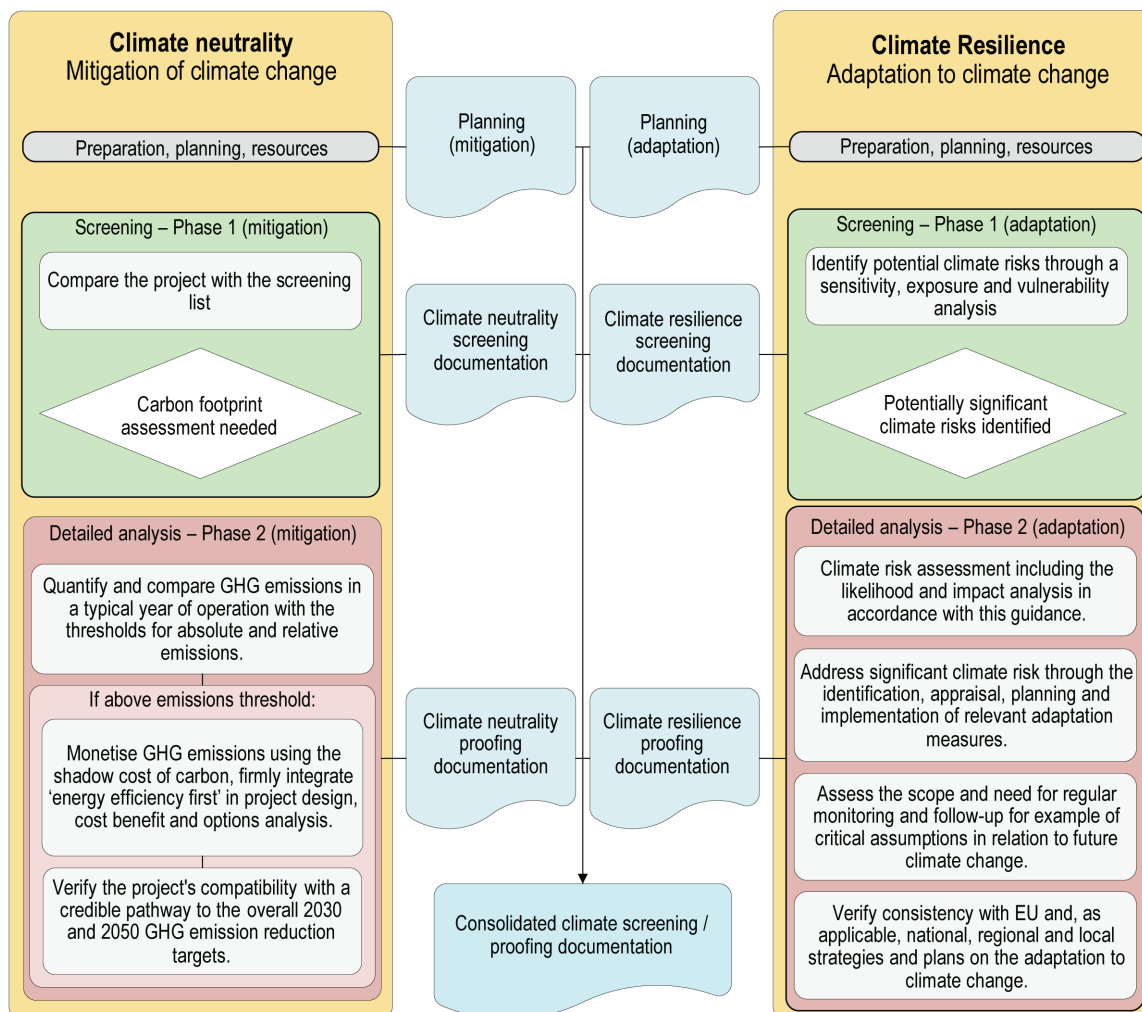 Climate neutrality
Mitigation of climate change
Preparation, planning, resources
Screening – Phase 1 (mitigation)
Compare the project with the screening
list
Carbon footprint
assessment needed
Detailed analysis – Phase 2 (mitigation)
Quantify and compare GHG emissions in
a typical year of operation with the
thresholds for absolute and relative
emissions.
If above emissions threshold:
Monetise GHG emissions using the
shadow cost of carbon, firmly integrate
‘energy efficiency first’ in project design,
cost benefit and options analysis.
Verify the project's compatibility with a
credible pathway to the overall 2030
and 2050 GHG emission reduction
targets.
Planning
(mitigation)
Planning
(adaptation)
Climate neutrality
screening
documentation
Climate resilience
screening
documentation
Climate neutrality
proofing
documentation
Climate resilience
proofing
documentation
Consolidated climate screening /
proofing documentation
Climate Resilience
Adaptation to climate change
Preparation, planning, resources
Screening – Phase 1 (adaptation)
Identify potential climate risks through a
sensitivity, exposure and vulnerability
analysis
Potentially significant
climate risks identified
Detailed analysis – Phase 2 (adaptation)
Climate risk assessment including the
likelihood and impact analysis in
accordance with this guidance.
Address significant climate risk through the
identification, appraisal, planning and
implementation of relevant adaptation
measures.
Assess the scope and need for regular
monitoring and follow-up for example of
critical assumptions in relation to future
climate change.
Verify consistency with EU and, as
applicable, national, regional and local
strategies and plans on the adaptation to
climate change.